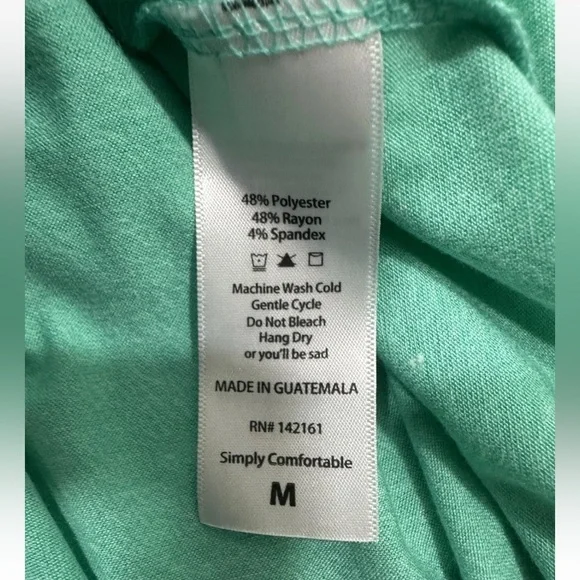 48% Polyester
48% Rayon
4% Spandex
Machine Wash Cold
Gentle Cycle
Do Not Bleach
Hang Dry
or you'll be sad
MADE IN GUATEMALA
RN# 142161
Simply Comfortable
M